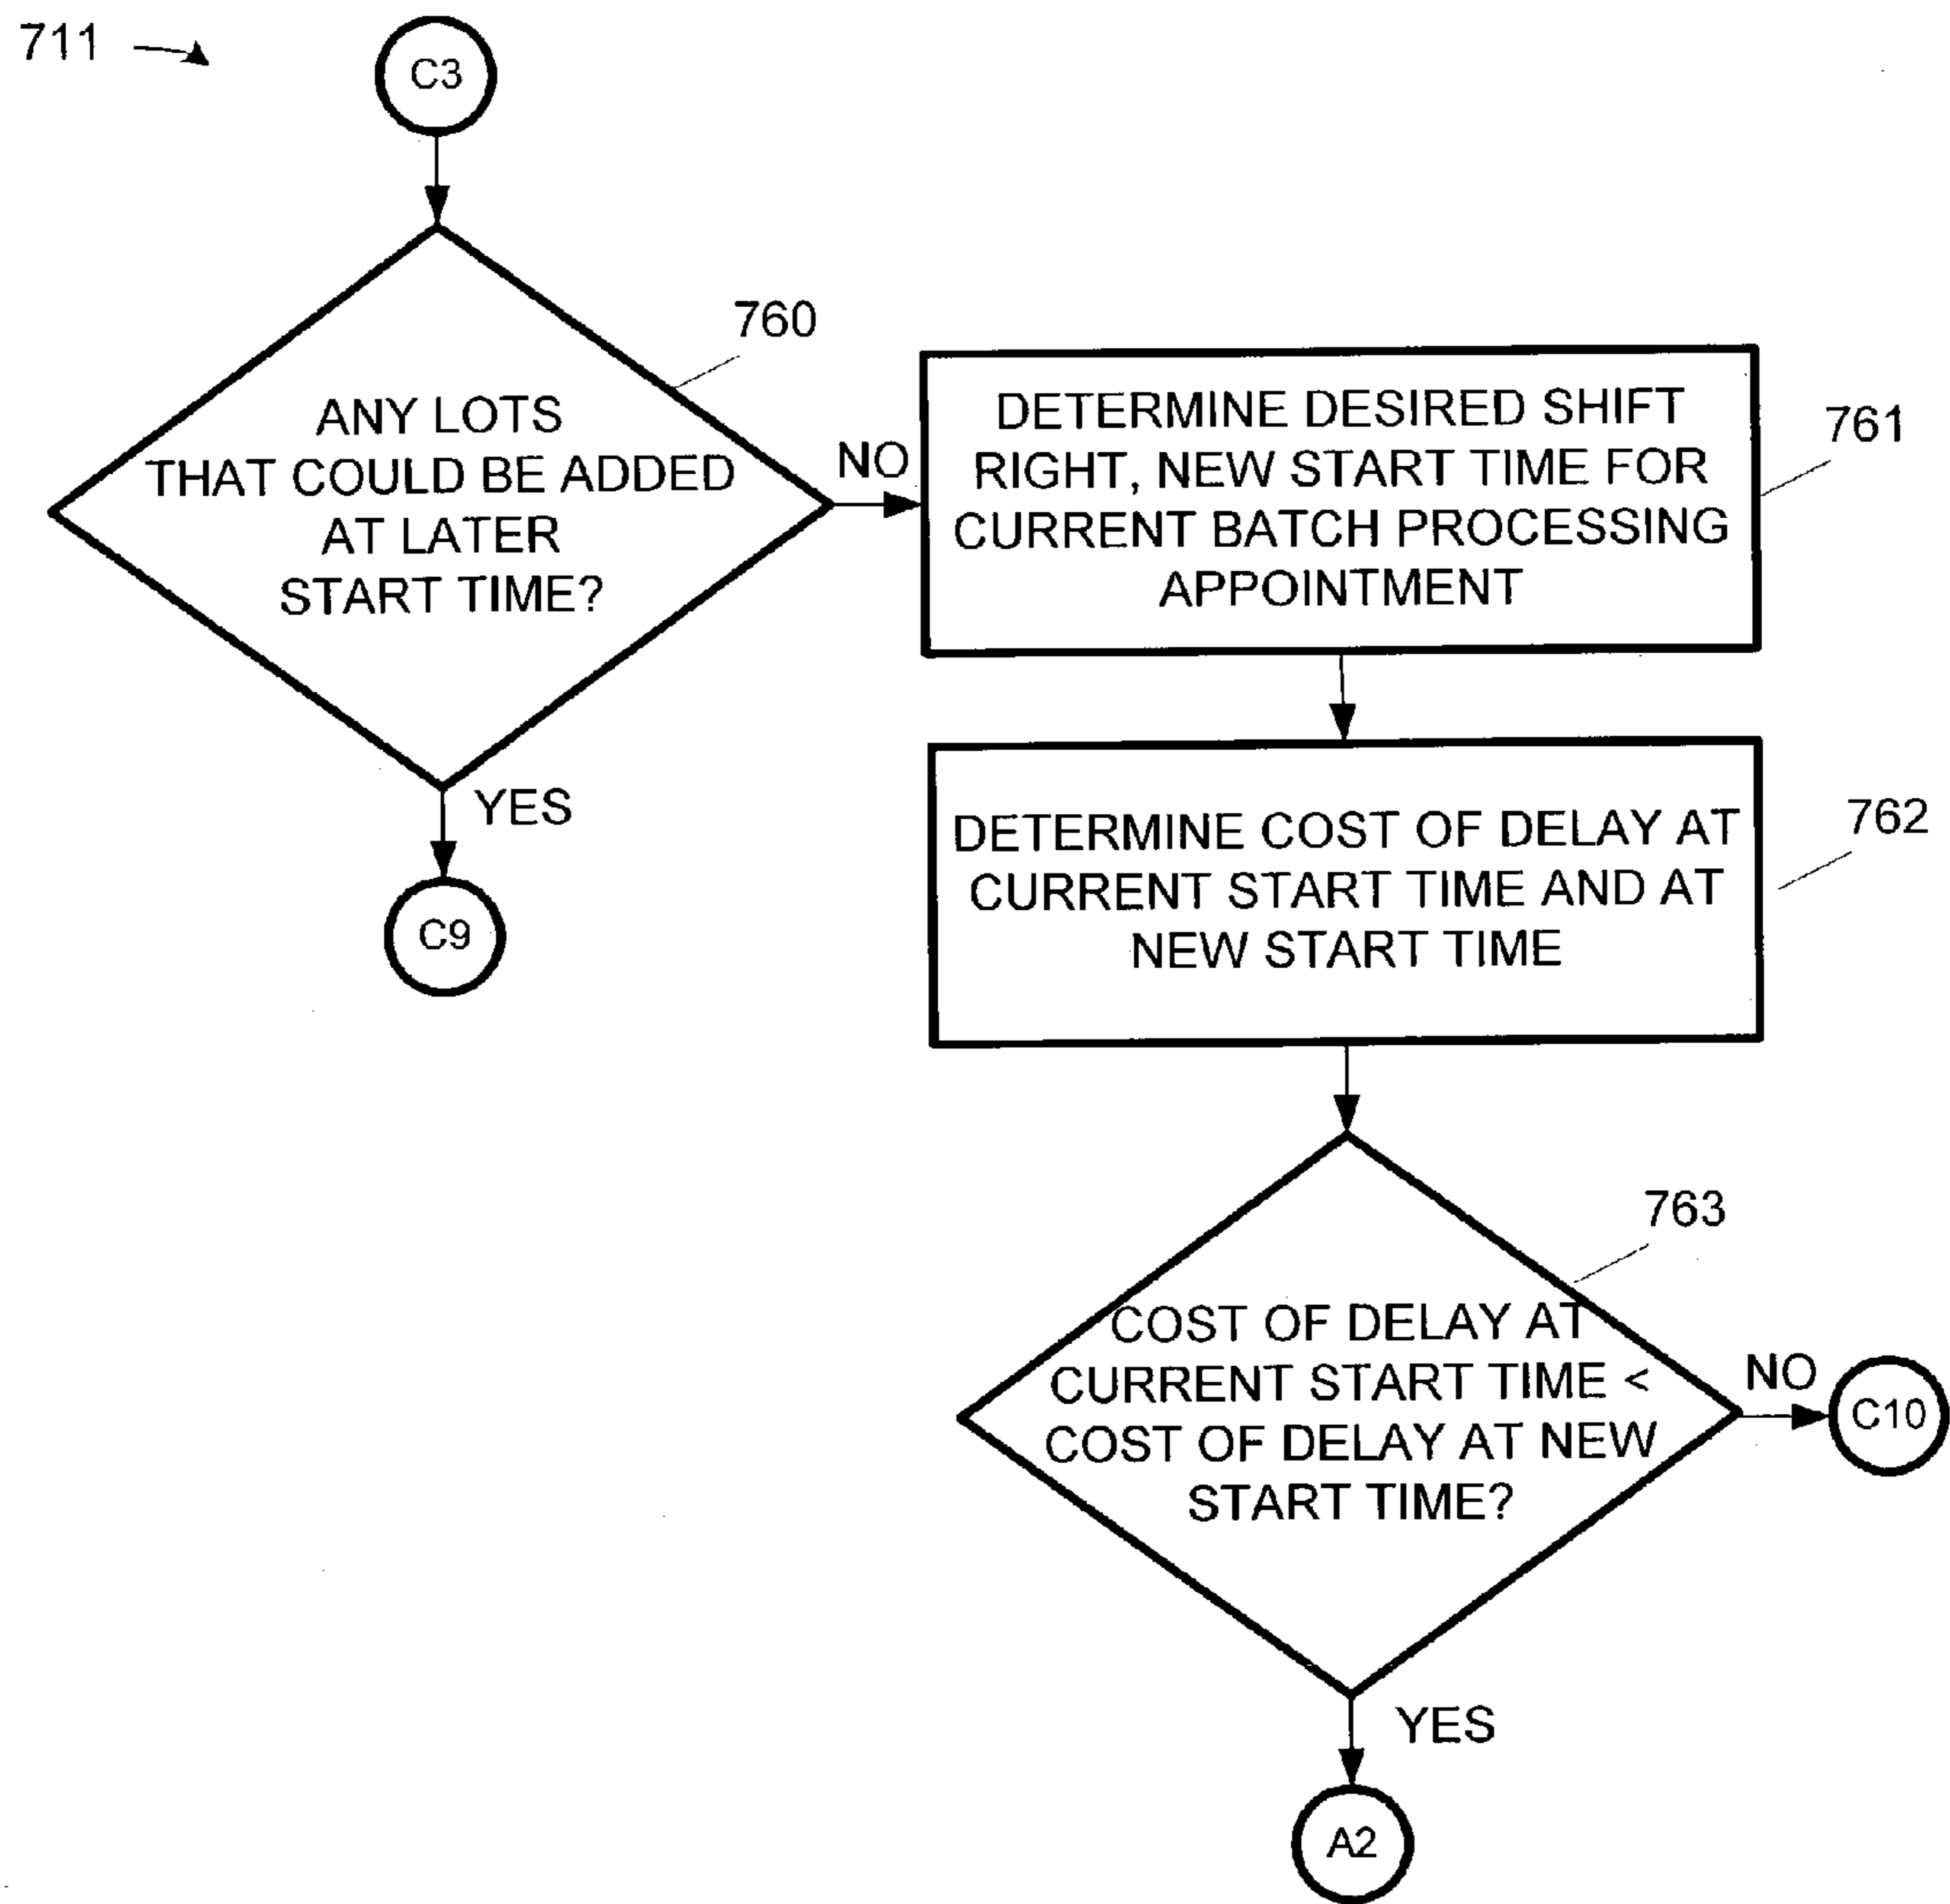 711
C3
760
ANY LOTS
THAT COULD BE ADDED
AT LATER
START TIME?
NO
DETERMINE DESIRED SHIFT
RIGHT, NEW START TIME FOR
CURRENT BATCH PROCESSING
APPOINTMENT
761
YES
C9
DETERMINE COST OF DELAY AT
CURRENT START TIME AND AT
NEW START TIME
762
763
COST OF DELAY AT
CURRENT START TIME <
COST OF DELAY AT NEW
START TIME?
NO
C10
YES
A2